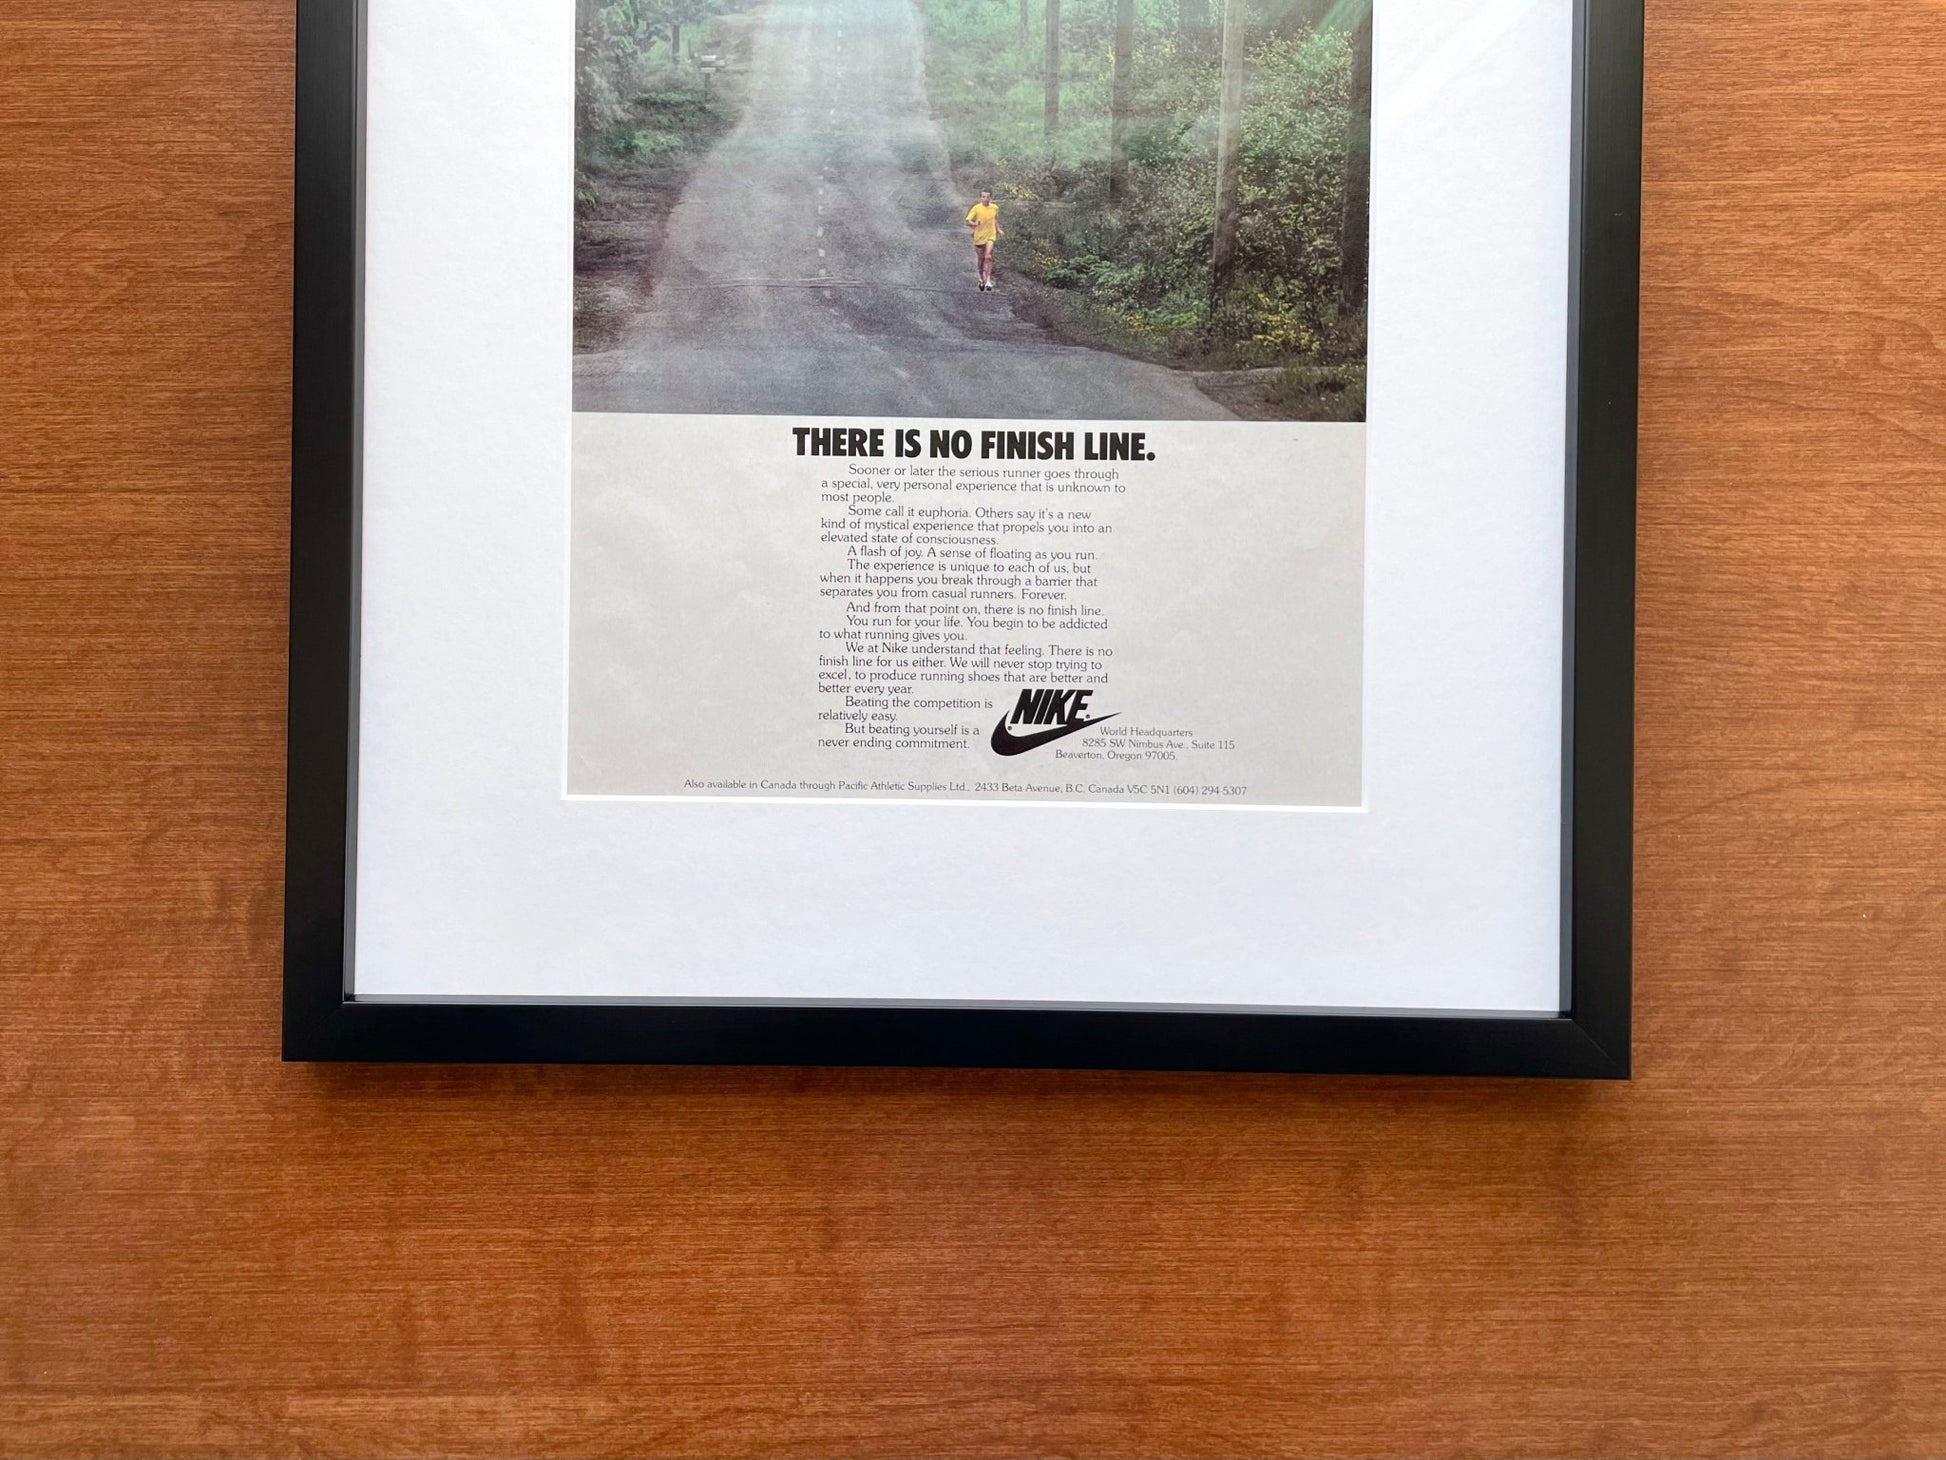 THERE IS NO FINISH LINE.
Sooner or later the serious runner goes through
a special, very personal experience that is unknown to
most people.
Some call it euphoria. Others say it's a new
kind of mystical experience that propels you into an
elevated state of consciousness.
A flash of joy. A sense of floating as you run.
The experience is unique to each of us, but
when it happens you break through a barrier that
separates you from casual runners. Forever.
And from that point on, there is no finish line.
You run for your life. You begin to be addicted
to what running gives you.
We at Nike understand that feeling. There is no
finish line for us either. We will never stop trying to
excel, to produce running shoes that are better and
better every year.
Beating the competition is
relatively easy.
But beating yourself is a
never ending commitment.
NIKE
World Headquarters
8285 SW Nimbus Ave., Suite 115
Beaverton, Oregon 97005
Also available in Canada through Pacific Athletic Supplies Ltd., 2433 Beta Avenue, B.C. Canada V5C 5N1 (604) 294-5307